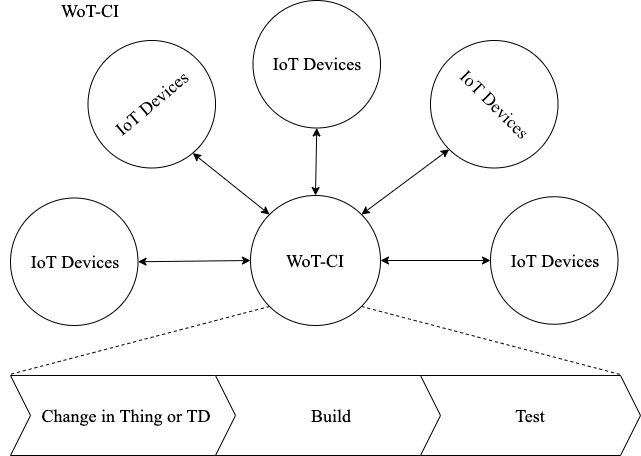 WoT-CI
IoT Devices
IoT Devices
IoT Devices
IoT Devices
WoT-CI
IoT Devices
Change in Thing or TD
Build
Test